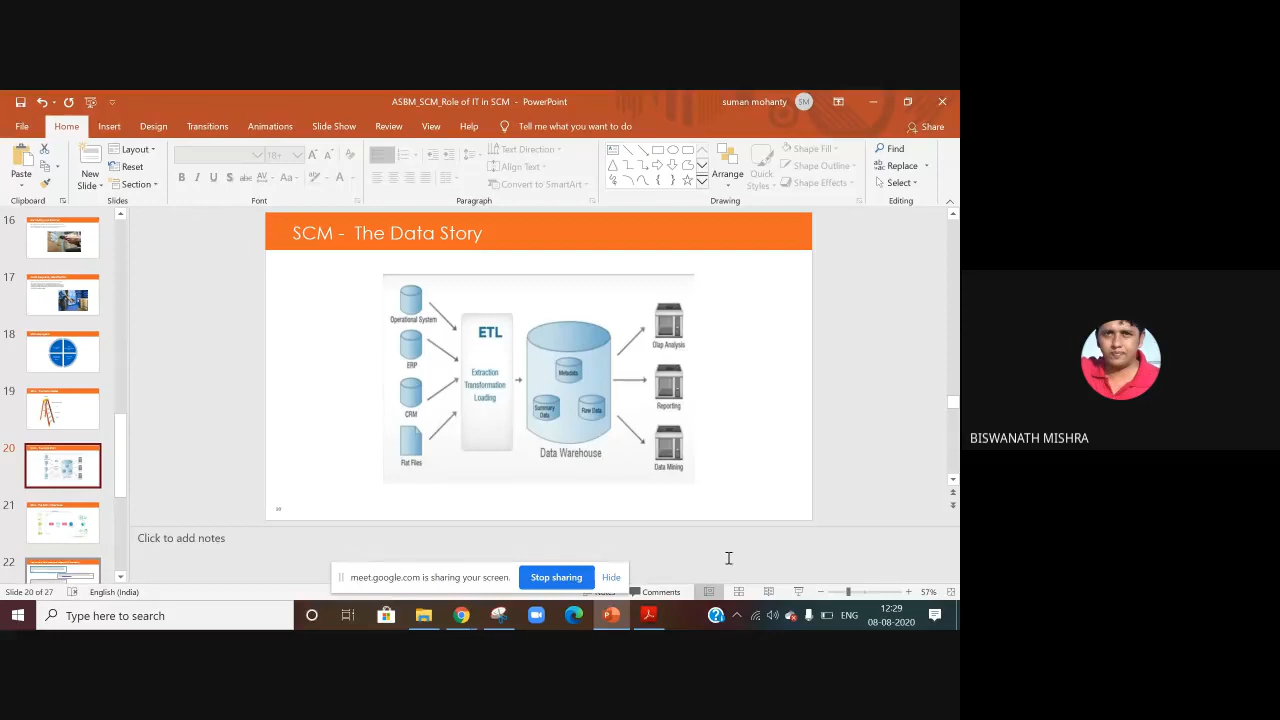 ASBM_SCM_Role of IT in SCM - PowerPoint
suman mohanty SM
File Home Insert Design Transitions Animations Slide Show Review View Help Tell me what you want to do Share
Paste
New Slide
Layout
Reset
Section
18+
B I U S abc AV Aa
Text Direction
Align Text
Convert to SmartArt
Arrange
Quick Styles
Shape Fill
Shape Outline
Shape Effects
Find
Replace
Select
Clipboard Slides Font Paragraph Drawing Editing
16
17
18
19
20
21
22
SCM - The Data Story
Operational System
ERP
CRM
Flat Files
ETL
Extraction
Transformation
Loading
Metadata
Summary Data
Raw Data
Data Warehouse
Olap Analysis
Reporting
Data Mining
20
Click to add notes
meet.google.com is sharing your screen. Stop sharing Hide
Slide 20 of 27 English (India) Notes Comments 57%
Type here to search
ENG
12:29
08-08-2020
BISWANATH MISHRA